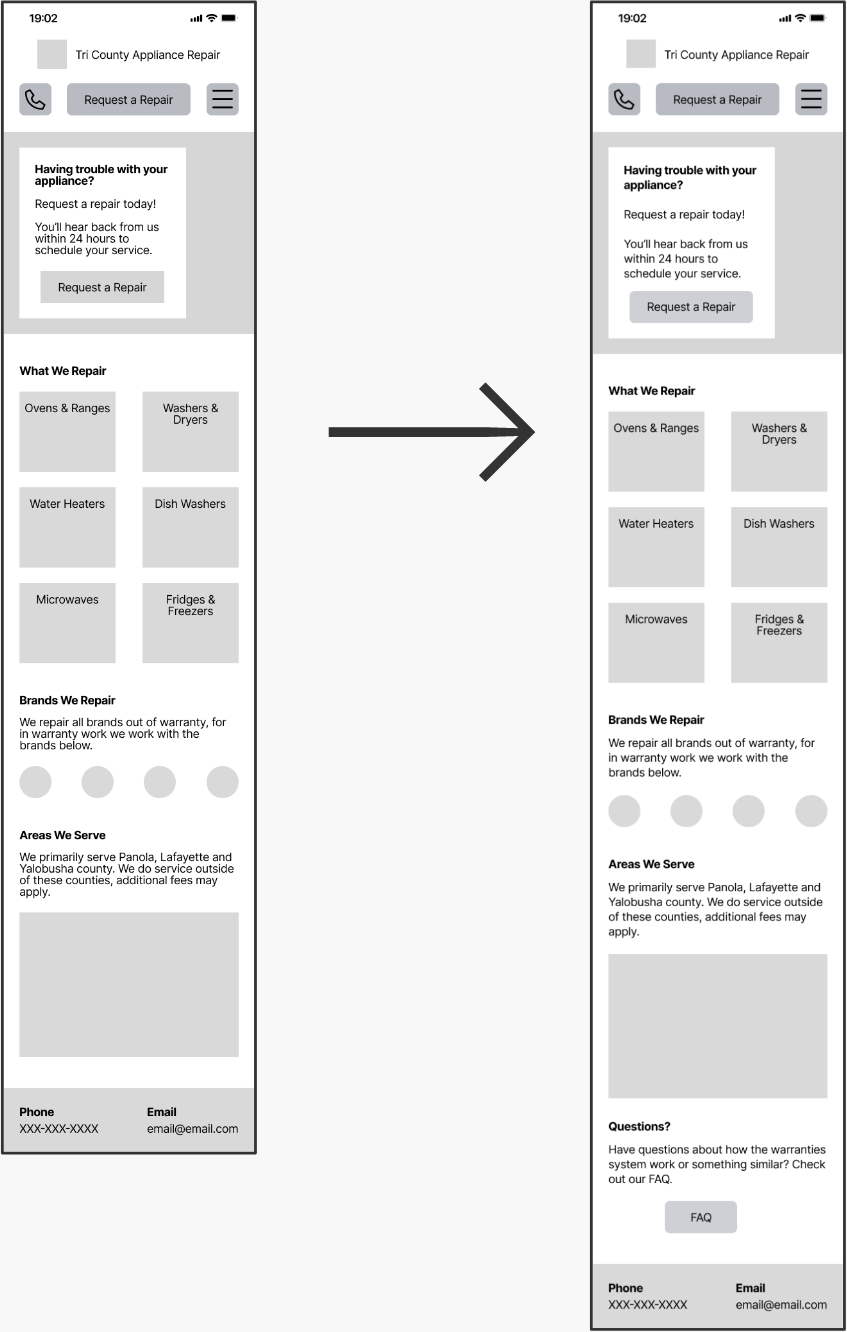 19:02
Tri County Appliance Repair
Request a Repair
Having trouble with your
appliance?
Request a repair today!
You'll hear back from us
within 24 hours to
schedule your service.
Request a Repair
What We Repair
Ovens & Ranges
Washers &
Dryers
Water Heaters
Dish Washers
Microwaves
Fridges &
Freezers
Brands We Repair
We repair all brands out of warranty, for
in warranty work we work with the
brands below.
Areas We Serve
We primarily serve Panola, Lafayette and
Yalobusha county. We do service outside
of these counties, additional fees may
apply.
Phone
XXX-XXX-XXXX
Email
email@email.com
19:02
Tri County Appliance Repair
Request a Repair
Having trouble with your
appliance?
Request a repair today!
You'll hear back from us
within 24 hours to
schedule your service.
Request a Repair
What We Repair
Ovens & Ranges
Washers &
Dryers
Water Heaters
Dish Washers
Microwaves
Fridges &
Freezers
Brands We Repair
We repair all brands out of warranty, for
in warranty work we work with the
brands below.
Areas We Serve
We primarily serve Panola, Lafayette and
Yalobusha county. We do service outside
of these counties, additional fees may
apply.
Questions?
Have questions about how the warranties
system work or something similar? Check
out our FAQ.
FAQ
Phone
XXX-XXX-XXXX
Email
email@email.com